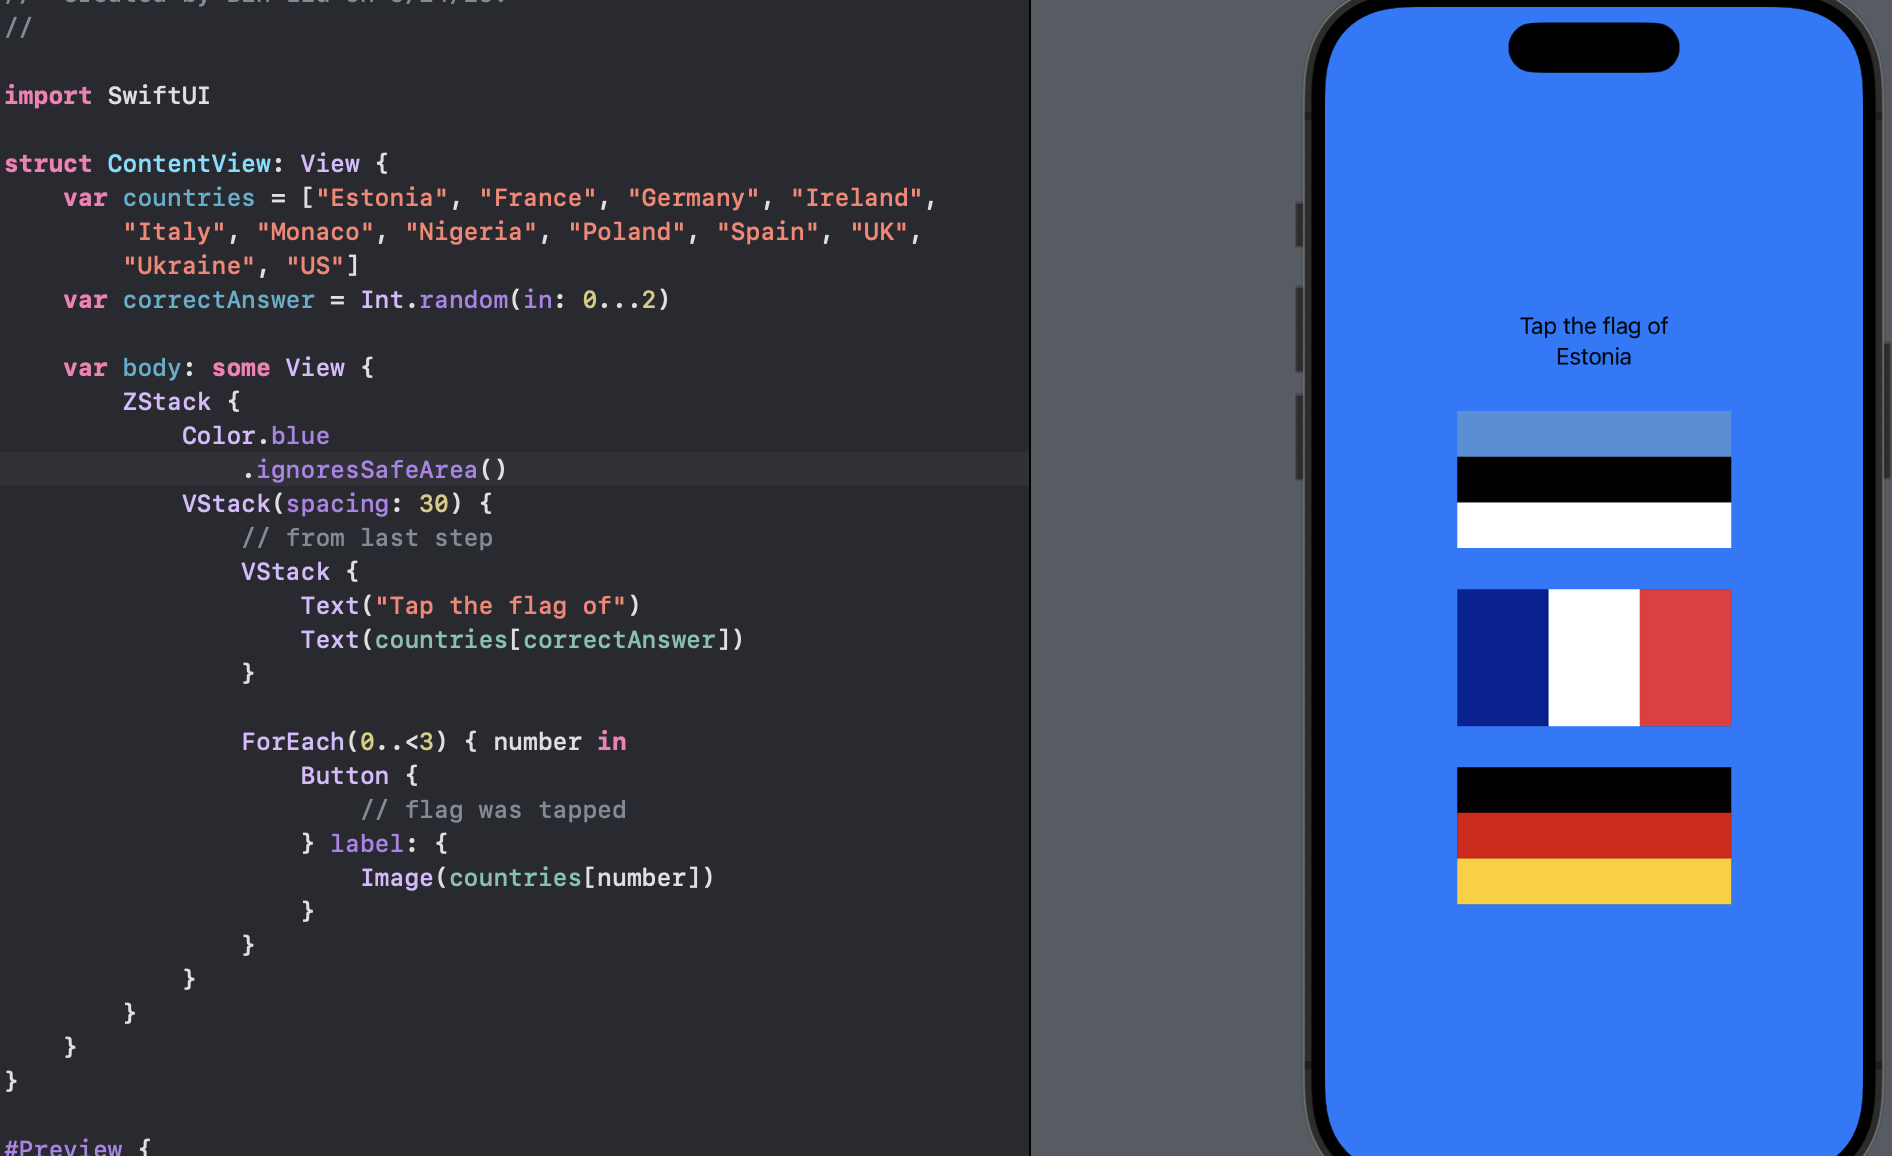 //
import SwiftUI
struct ContentView: View {
var countries = ["Estonia", "France", "Germany", "Ireland",
"Italy", "Monaco", "Nigeria", "Poland", "Spain", "UK",
"Ukraine", "US"]
var correctAnswer = Int.random(in: 0...2)
var body: some View {
ZStack {
Color.blue
.ignoresSafeArea()
VStack(spacing: 30) {
// from last step
VStack {
Text("Tap the flag of")
Text(countries[correctAnswer])
}
ForEach(0..<3) { number in
Button {
// flag was tapped
} label: {
Image(countries[number])
}
}
}
}
}
}
#Preview {
Tap the flag of
Estonia